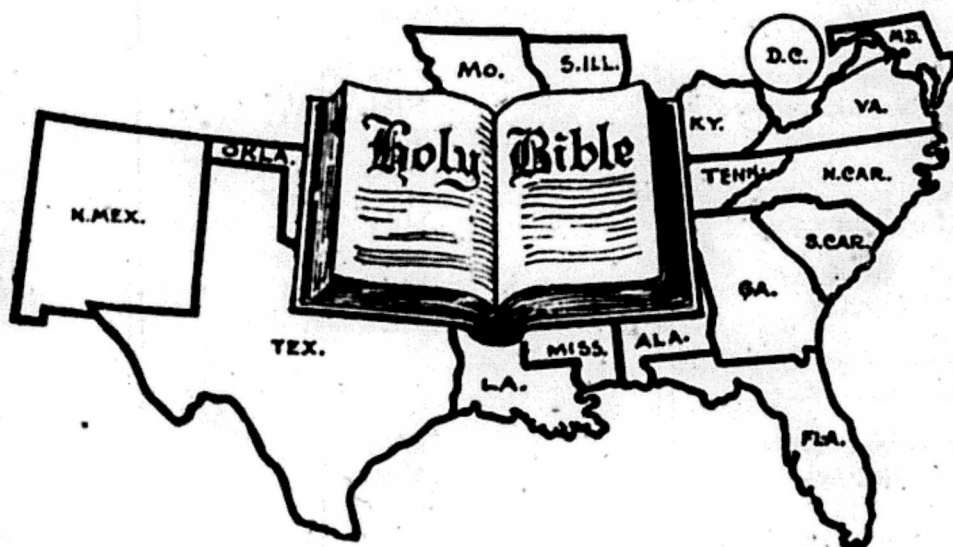 MO.
S.ILL.
D.C.
MD.
KY.
VA.
OKLA.
Holy Bible
TENN.
N.CAR.
N.MEX.
S.CAR.
GA.
TEX.
MISS.
ALA.
LA.
FLA.